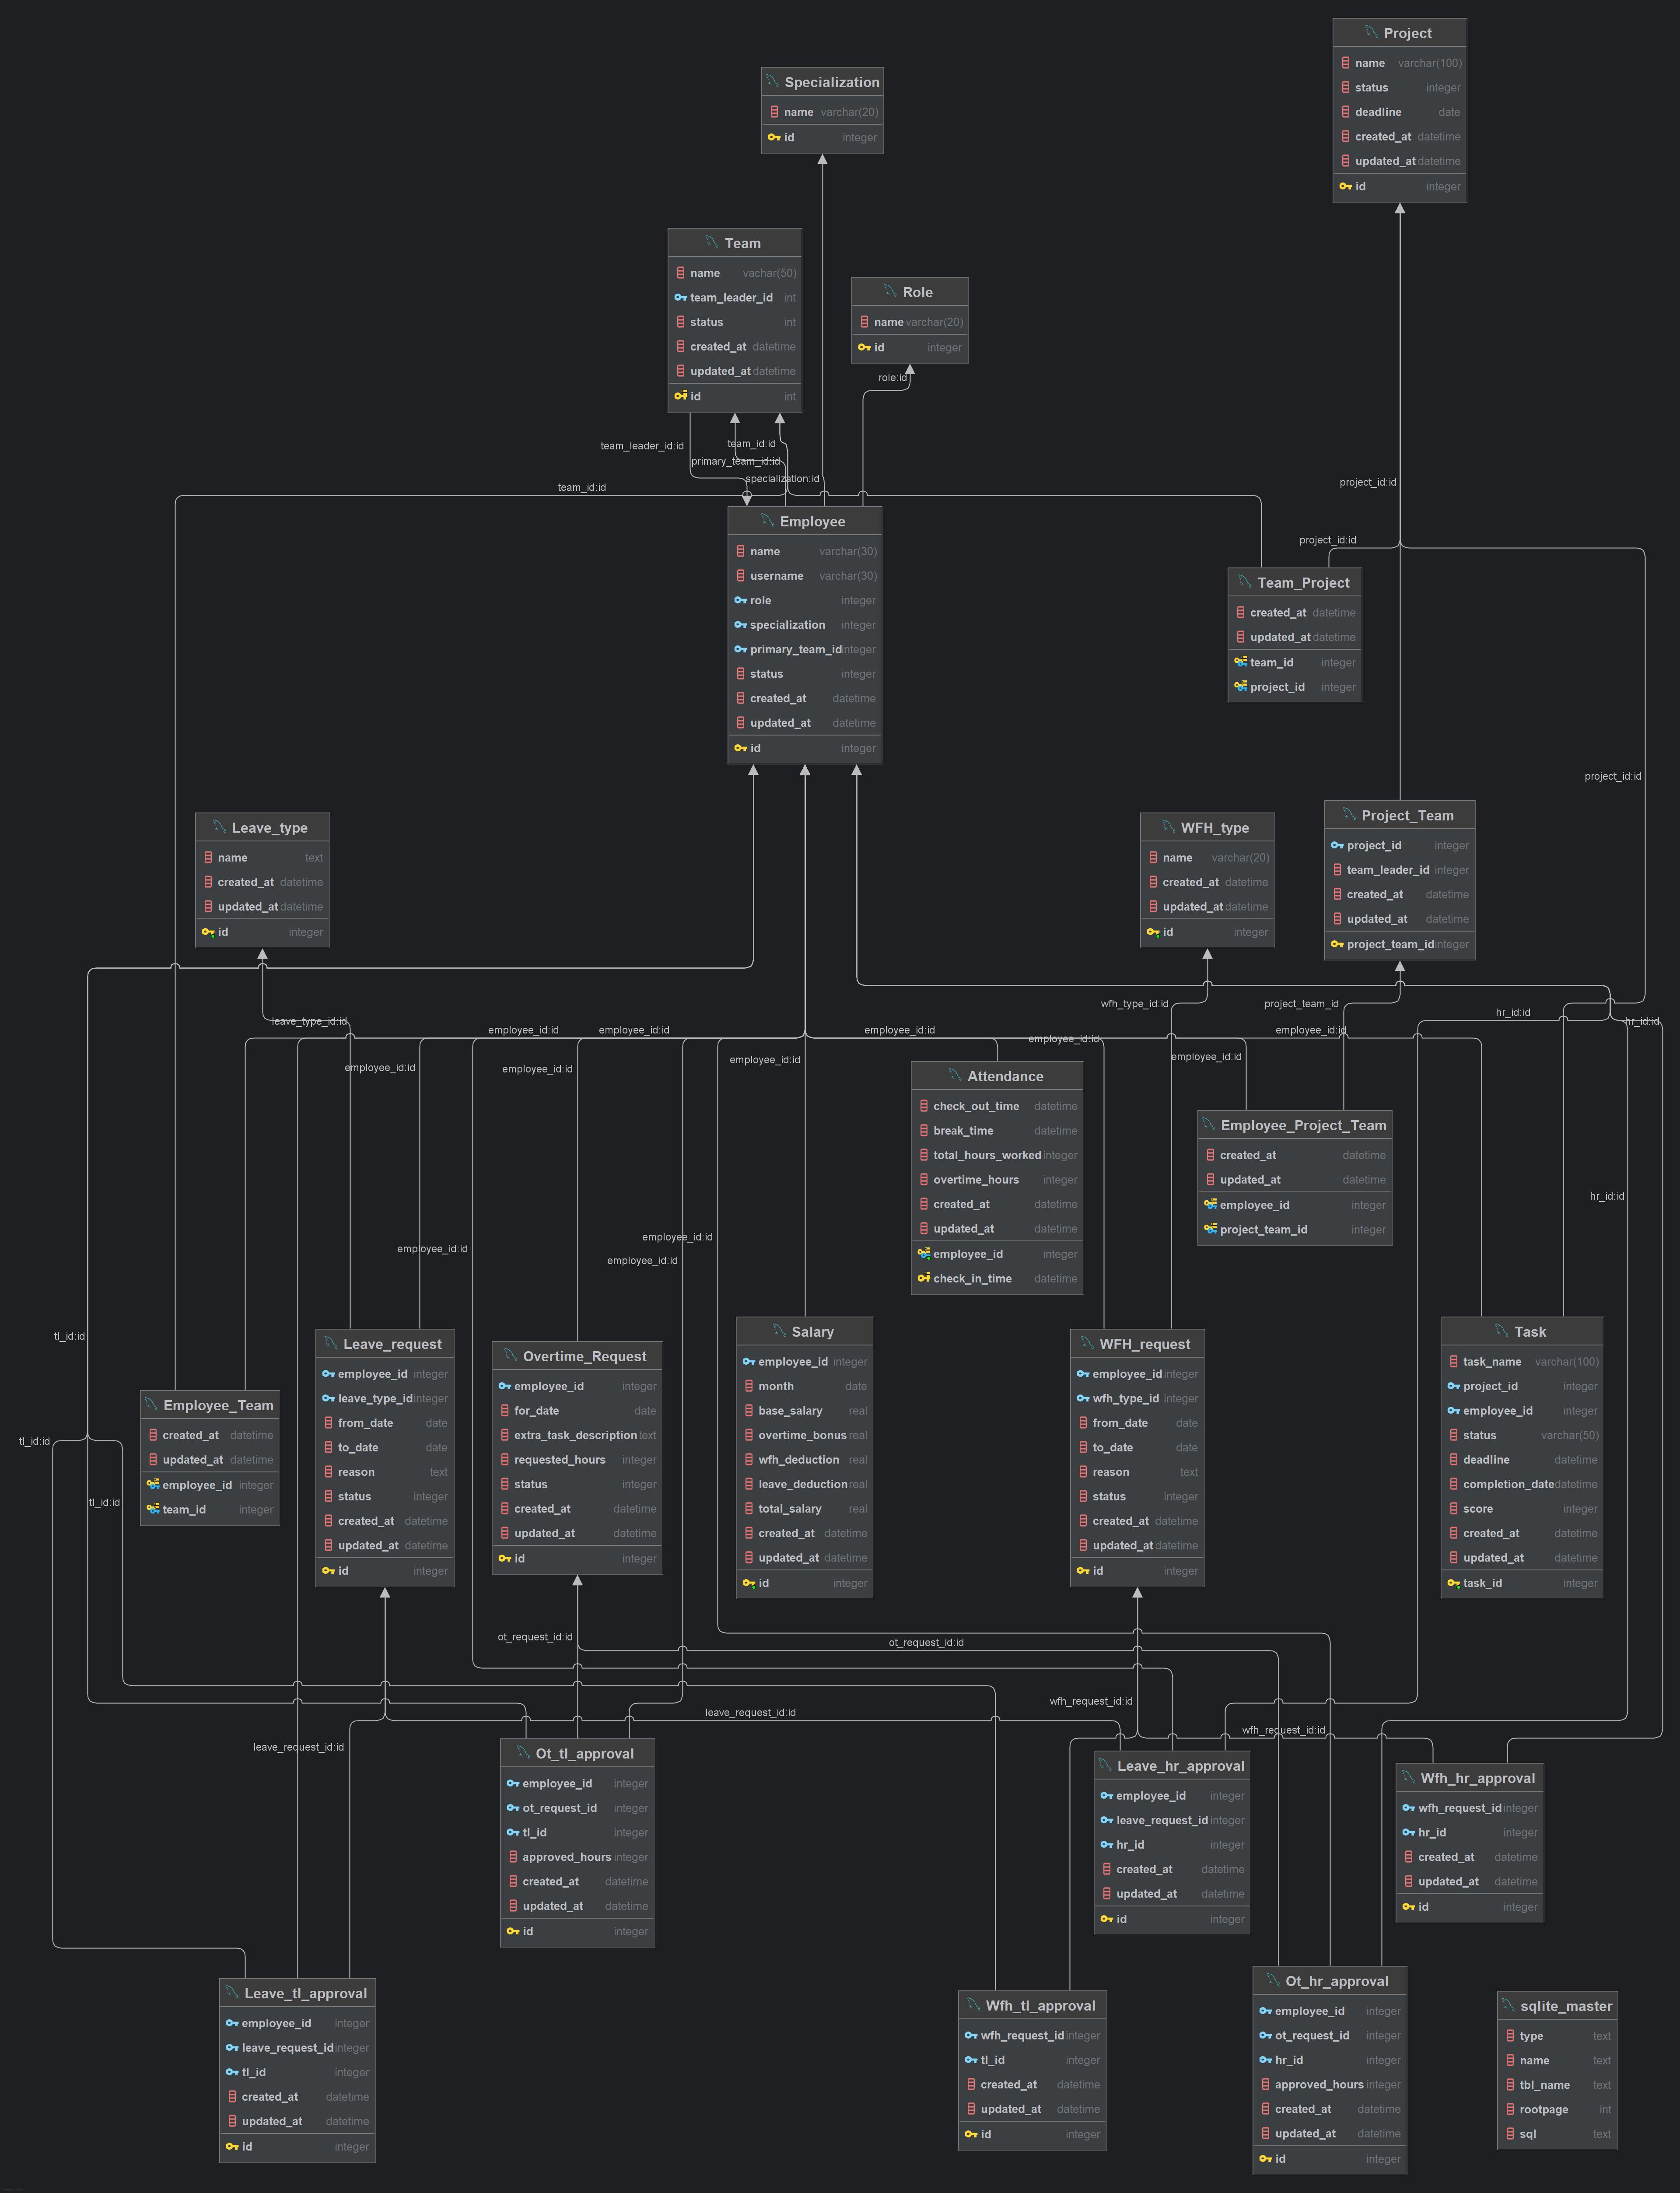 Project
name varchar(100)
status integer
deadline date
created_at datetime
updated_at datetime
id integer
Specialization
name varchar(20)
id integer
Team
name vachar(50)
team_leader_id int
status int
created_at datetime
updated_at datetime
id int
Role
name varchar(20)
id integer
role:id
team_leader_id:id
team_id:id
primary_team_id:id
specialization:id
team_id:id
project_id:id
project_id:id
project_id:id
Employee
name varchar(30)
username varchar(30)
role integer
specialization integer
primary_team_id integer
status integer
created_at datetime
updated_at datetime
id integer
Team_Project
created_at datetime
updated_at datetime
team_id integer
project_id integer
Leave_type
name text
created_at datetime
updated_at datetime
id integer
WFH_type
name varchar(20)
created_at datetime
updated_at datetime
id integer
Project_Team
project_id integer
team_leader_id integer
created_at datetime
updated_at datetime
project_team_id integer
wfh_type_id:id
project_team_id
hr_id:id
hr_id:id
leave_type_id:id
employee_id:id
employee_id:id
employee_id:id
employee_id:id
employee_id:id
employee_id:id
employee_id:id
employee_id:id
employee_id:id
Attendance
check_out_time datetime
break_time datetime
total_hours_worked integer
overtime_hours integer
created_at datetime
updated_at datetime
employee_id integer
check_in_time datetime
Employee_Project_Team
created_at datetime
updated_at datetime
employee_id integer
project_team_id integer
hr_id:id
employee_id:id
employee_id:id
employee_id:id
tl_id:id
tl_id:id
tl_id:id
Employee_Team
created_at datetime
updated_at datetime
employee_id integer
team_id integer
Leave_request
employee_id integer
leave_type_id integer
from_date date
to_date date
reason text
status integer
created_at datetime
updated_at datetime
id integer
Overtime_Request
employee_id integer
for_date date
extra_task_description text
requested_hours integer
status integer
created_at datetime
updated_at datetime
id integer
Salary
employee_id integer
month date
base_salary real
overtime_bonus real
wfh_deduction real
leave_deduction real
total_salary real
created_at datetime
updated_at datetime
id integer
WFH_request
employee_id integer
wfh_type_id integer
from_date date
to_date date
reason text
status integer
created_at datetime
updated_at datetime
id integer
Task
task_name varchar(100)
project_id integer
employee_id integer
status varchar(50)
deadline datetime
completion_date datetime
score integer
created_at datetime
updated_at datetime
task_id integer
ot_request_id:id
ot_request_id:id
wfh_request_id:id
leave_request_id:id
wfh_request_id:id
leave_request_id:id
Ot_tl_approval
employee_id integer
ot_request_id integer
tl_id integer
approved_hours integer
created_at datetime
updated_at datetime
id integer
Leave_hr_approval
employee_id integer
leave_request_id integer
hr_id integer
created_at datetime
updated_at datetime
id integer
Wfh_hr_approval
wfh_request_id integer
hr_id integer
created_at datetime
updated_at datetime
id integer
Leave_tl_approval
employee_id integer
leave_request_id integer
tl_id integer
created_at datetime
updated_at datetime
id integer
Wfh_tl_approval
wfh_request_id integer
tl_id integer
created_at datetime
updated_at datetime
id integer
Ot_hr_approval
employee_id integer
ot_request_id integer
hr_id integer
approved_hours integer
created_at datetime
updated_at datetime
id integer
sqlite_master
type text
name text
tbl_name text
rootpage int
sql text